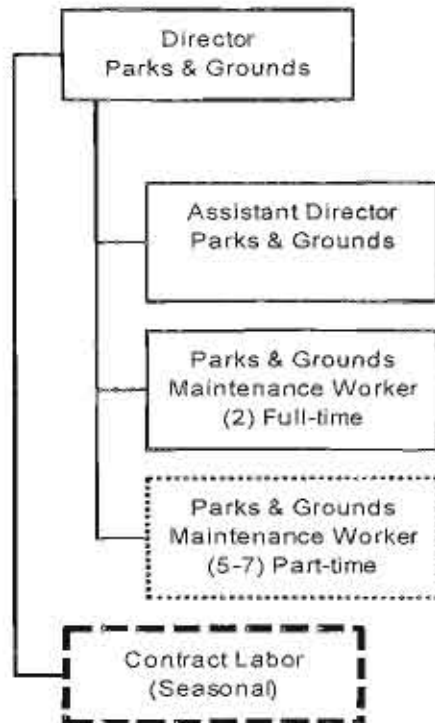 Director
Parks & Grounds
Assistant Director
Parks & Grounds
Parks & Grounds
Maintenance Worker
(2) Full-time
Parks & Grounds
Maintenance Worker
(5-7) Part-time
Contract Labor
(Seasonal)